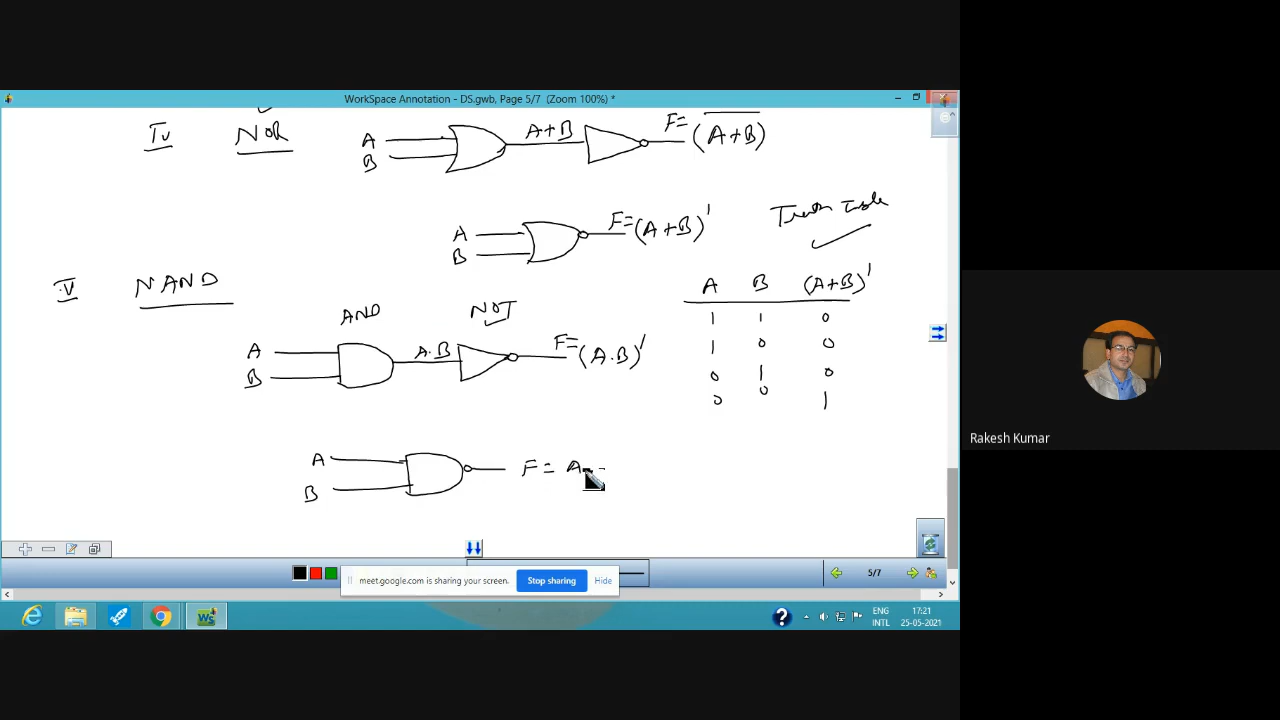 WorkSpace Annotation - DS.gwb, Page 5/7 (Zoom 100%) *
IV NOR A B A+B F= (A+B)
A B F= (A+B)' Truth Table
V NAND
A B (A+B)'
AND NOT
1 1 0
A B A.B F= (A.B)'
1 0 0
0 1 0
0 0 1
A B F = A
Rakesh Kumar
meet.google.com is sharing your screen. Stop sharing Hide
5/7
ENG 17:21
INTL 25-05-2021